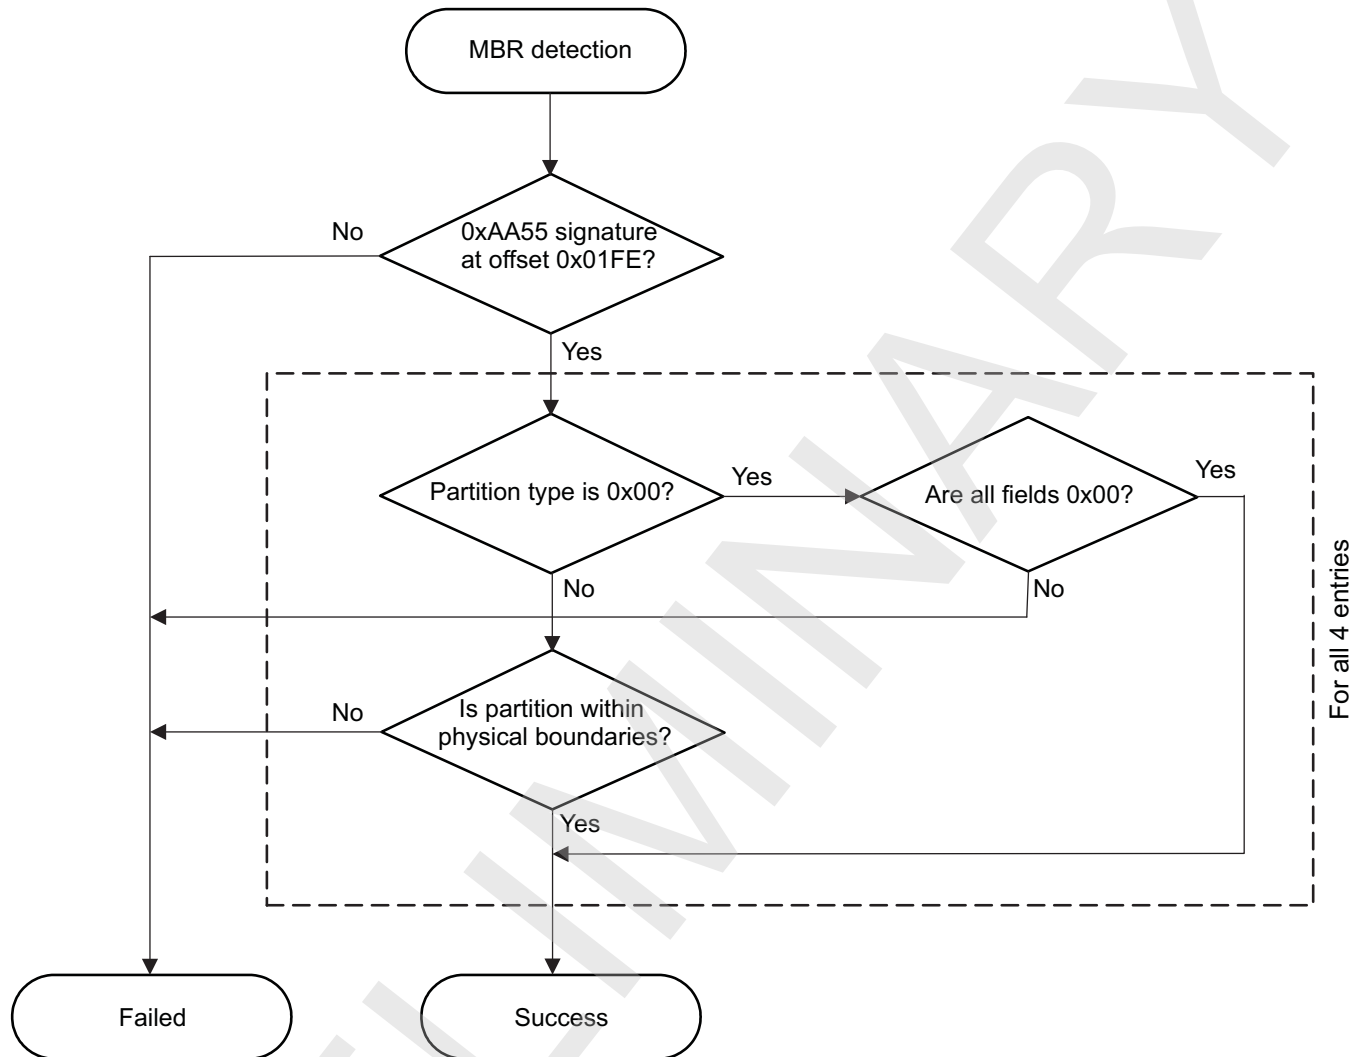 MBR detection
No
0xAA55 signature
at offset 0x01FE?
Yes
Partition type is 0x00?
Yes
Are all fields 0x00?
Yes
No
No
For all 4 entries
No
Is partition within
physical boundaries?
Yes
Failed
Success
LIMINARY